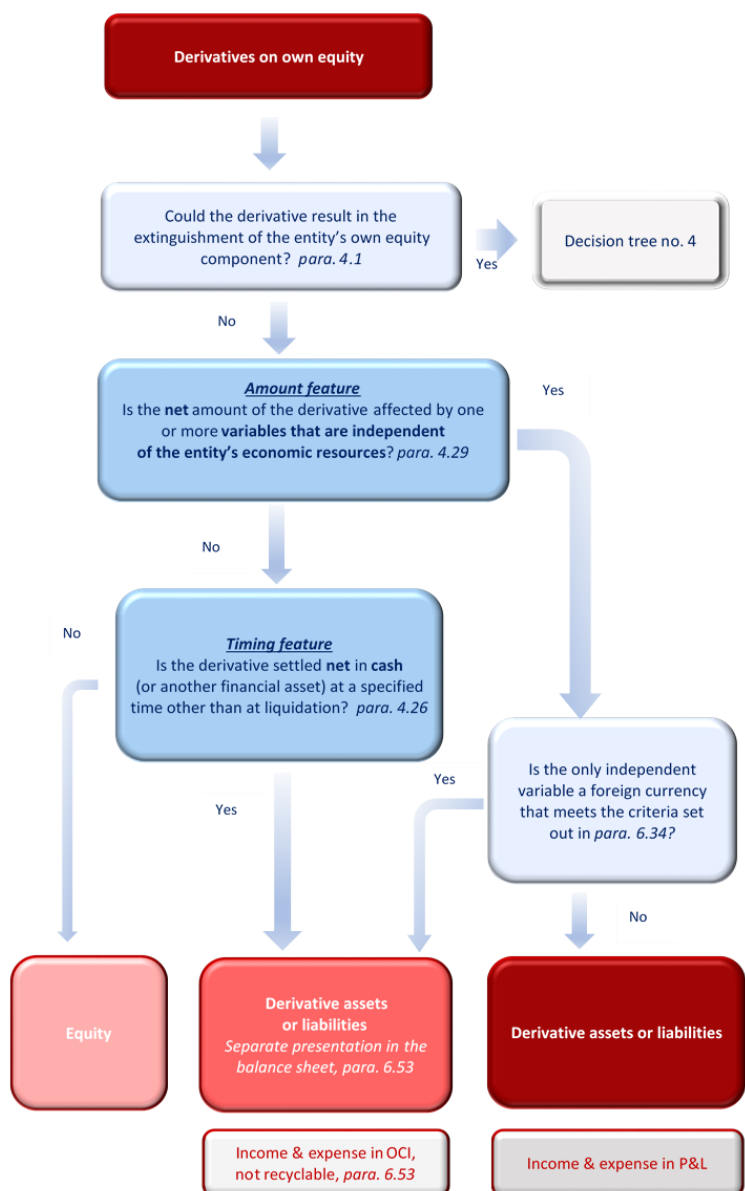 Derivatives on own equity
Could the derivative result in the
extinguishment of the entity’s own equity
component?  para. 4.1
Yes
Decision tree no. 4
No
Amount feature
Is the net amount of the derivative affected by one
or more variables that are independent
of the entity’s economic resources? para. 4.29
Yes
No
No
Timing feature
Is the derivative settled net in cash
(or another financial asset) at a specified
time other than at liquidation?  para. 4.26
Is the only independent
variable a foreign currency
that meets the criteria set
out in para. 6.34?
Yes
Yes
No
Equity
Derivative assets
or liabilities
Separate presentation in the
balance sheet, para. 6.53
Derivative assets or liabilities
Income & expense in OCI,
not recyclable, para. 6.53
Income & expense in P&L